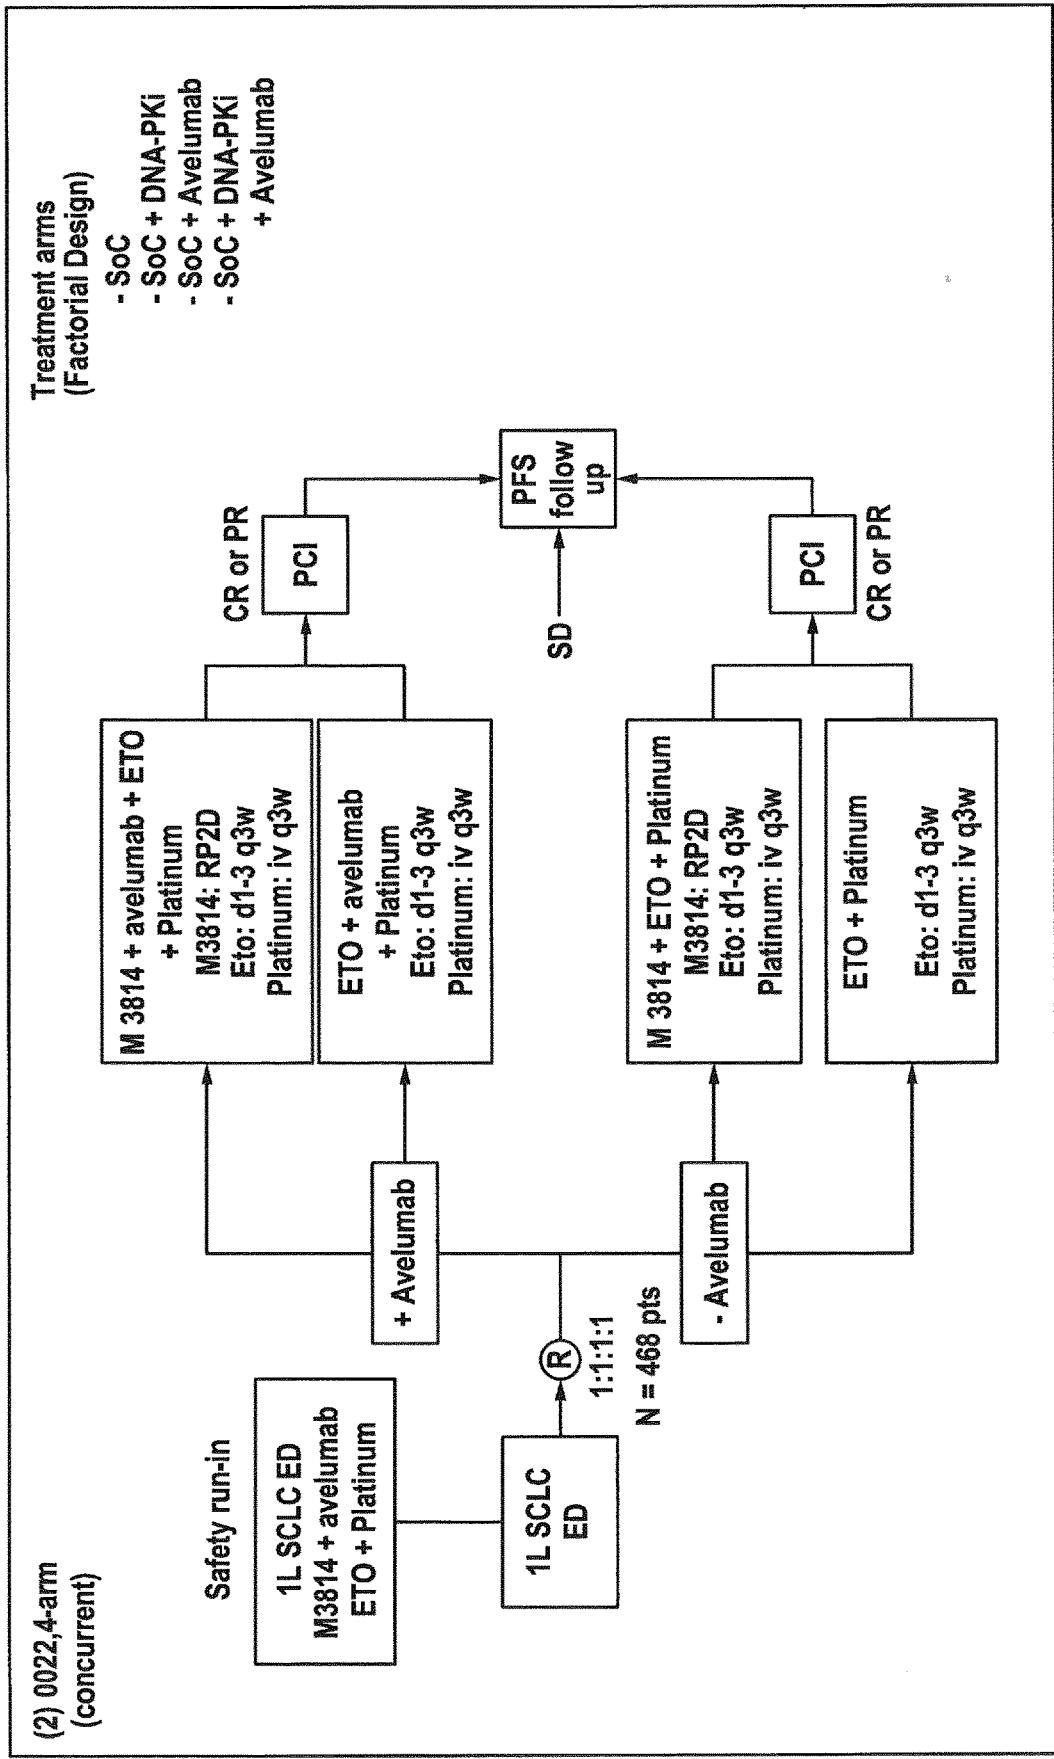 (2) 0022,4-arm
(concurrent)
Safety run-in
1L SCLC ED
M3814 + avelumab
ETO + Platinum
1L SCLC
ED
R
1:1:1:1
N = 468 pts
+ Avelumab
- Avelumab
M 3814 + avelumab + ETO
+ Platinum
M3814: RP2D
Eto: d1-3 q3w
Platinum: iv q3w
ETO + avelumab
+ Platinum
Eto: d1-3 q3w
Platinum: iv q3w
M 3814 + ETO + Platinum
M3814: RP2D
Eto: d1-3 q3w
Platinum: iv q3w
ETO + Platinum
Eto: d1-3 q3w
Platinum: iv q3w
CR or PR
PCI
SD
PFS
follow
up
PCI
CR or PR
Treatment arms
(Factorial Design)
- SoC
- SoC + DNA-PKi
- SoC + Avelumab
- SoC + DNA-PKi
+ Avelumab